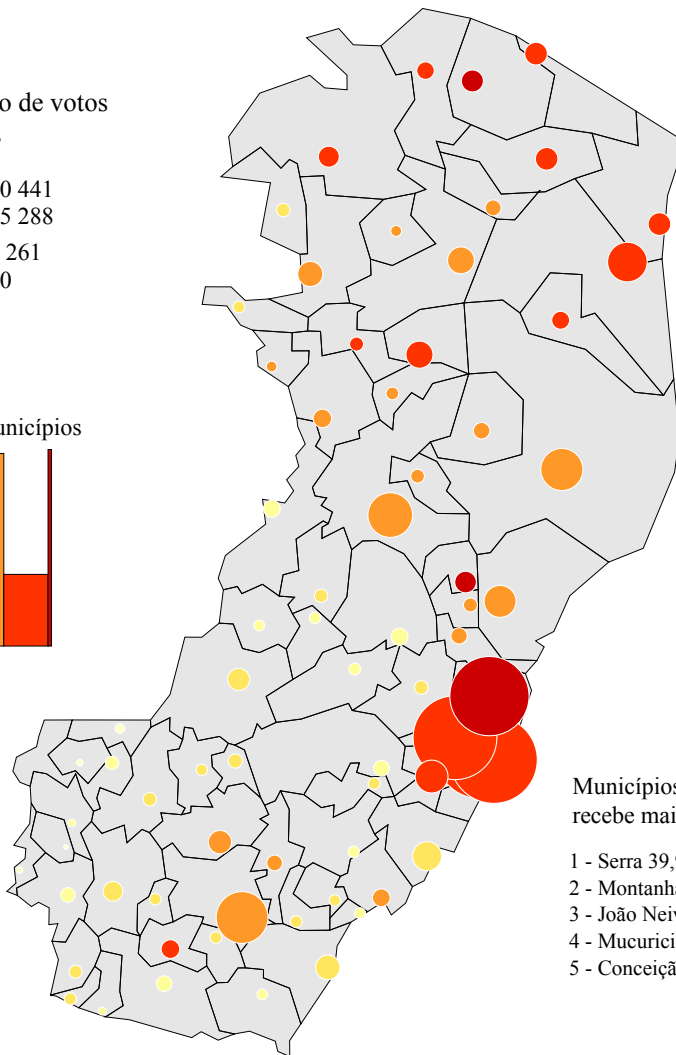 o de votos
0 441
5 288
261
0
unicípios
Municípios
recebe mai
1 - Serra 39,
2 - Montanha
3 - João Neiv
4 - Mucurici
5 - Conceiçã